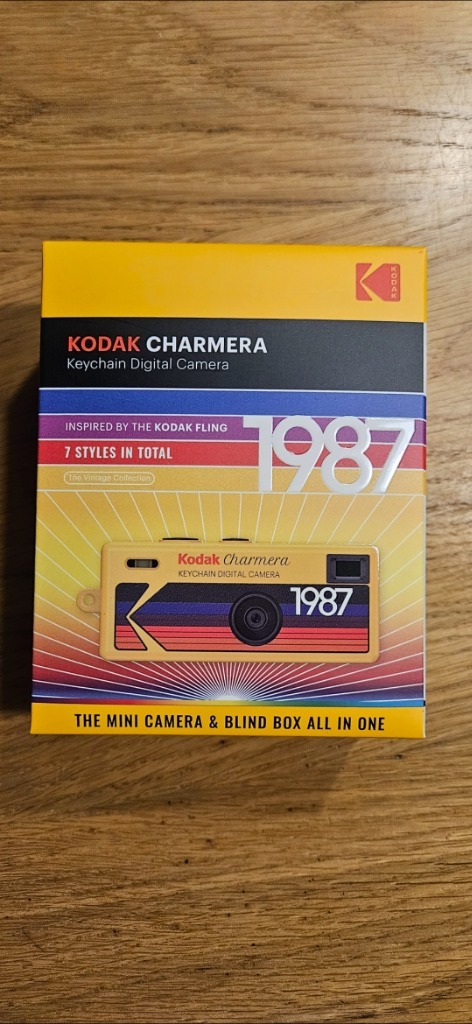 KODAK
KODAK CHARMERA
Keychain Digital Camera
INSPIRED BY THE KODAK FLING
1987
7 STYLES IN TOTAL
The Vintage Collection
Kodak Charmera
KEYCHAIN DIGITAL CAMERA
1987
THE MINI CAMERA & BLIND BOX ALL IN ONE